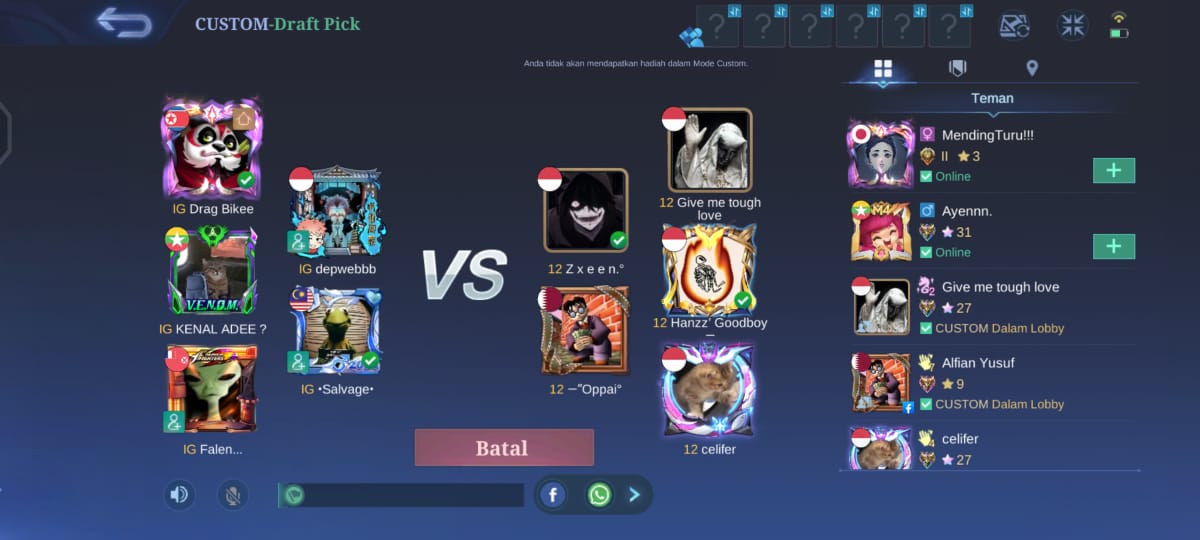 CUSTOM-Draft Pick
Anda tidak akan mendapatkan hadiah dalam Mode Custom.
IG Drag Bikee
IG depwebbb
V.E.N.O.M.
IG KENAL ADEE ?
IG •Salvage•
IG Falen...
VS
12 Give me tough
love
12 Z x e e n.°
12 Hanzz' Goodboy
12 一"Oppai°
12 celifer
Batal
Teman
MendingTuru!!!
II ★3
Online
M4
Ayennn.
★31
Online
Give me tough love
★27
CUSTOM Dalam Lobby
Alfian Yusuf
★9
CUSTOM Dalam Lobby
celifer
★27